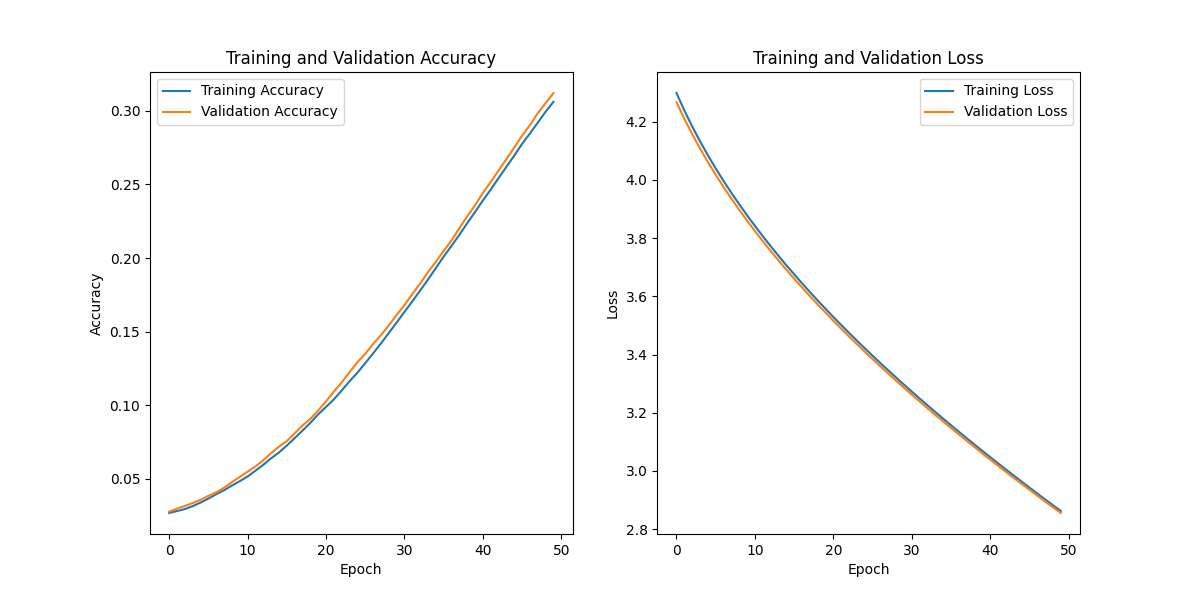 Training and Validation Accuracy
Training Accuracy
Validation Accuracy
0.30
0.25
0.20
0.15
0.10
0.05
Accuracy
0
10
20
30
40
50
Epoch
Training and Validation Loss
Training Loss
Validation Loss
4.2
4.0
3.8
3.6
3.4
3.2
3.0
2.8
Loss
0
10
20
30
40
50
Epoch